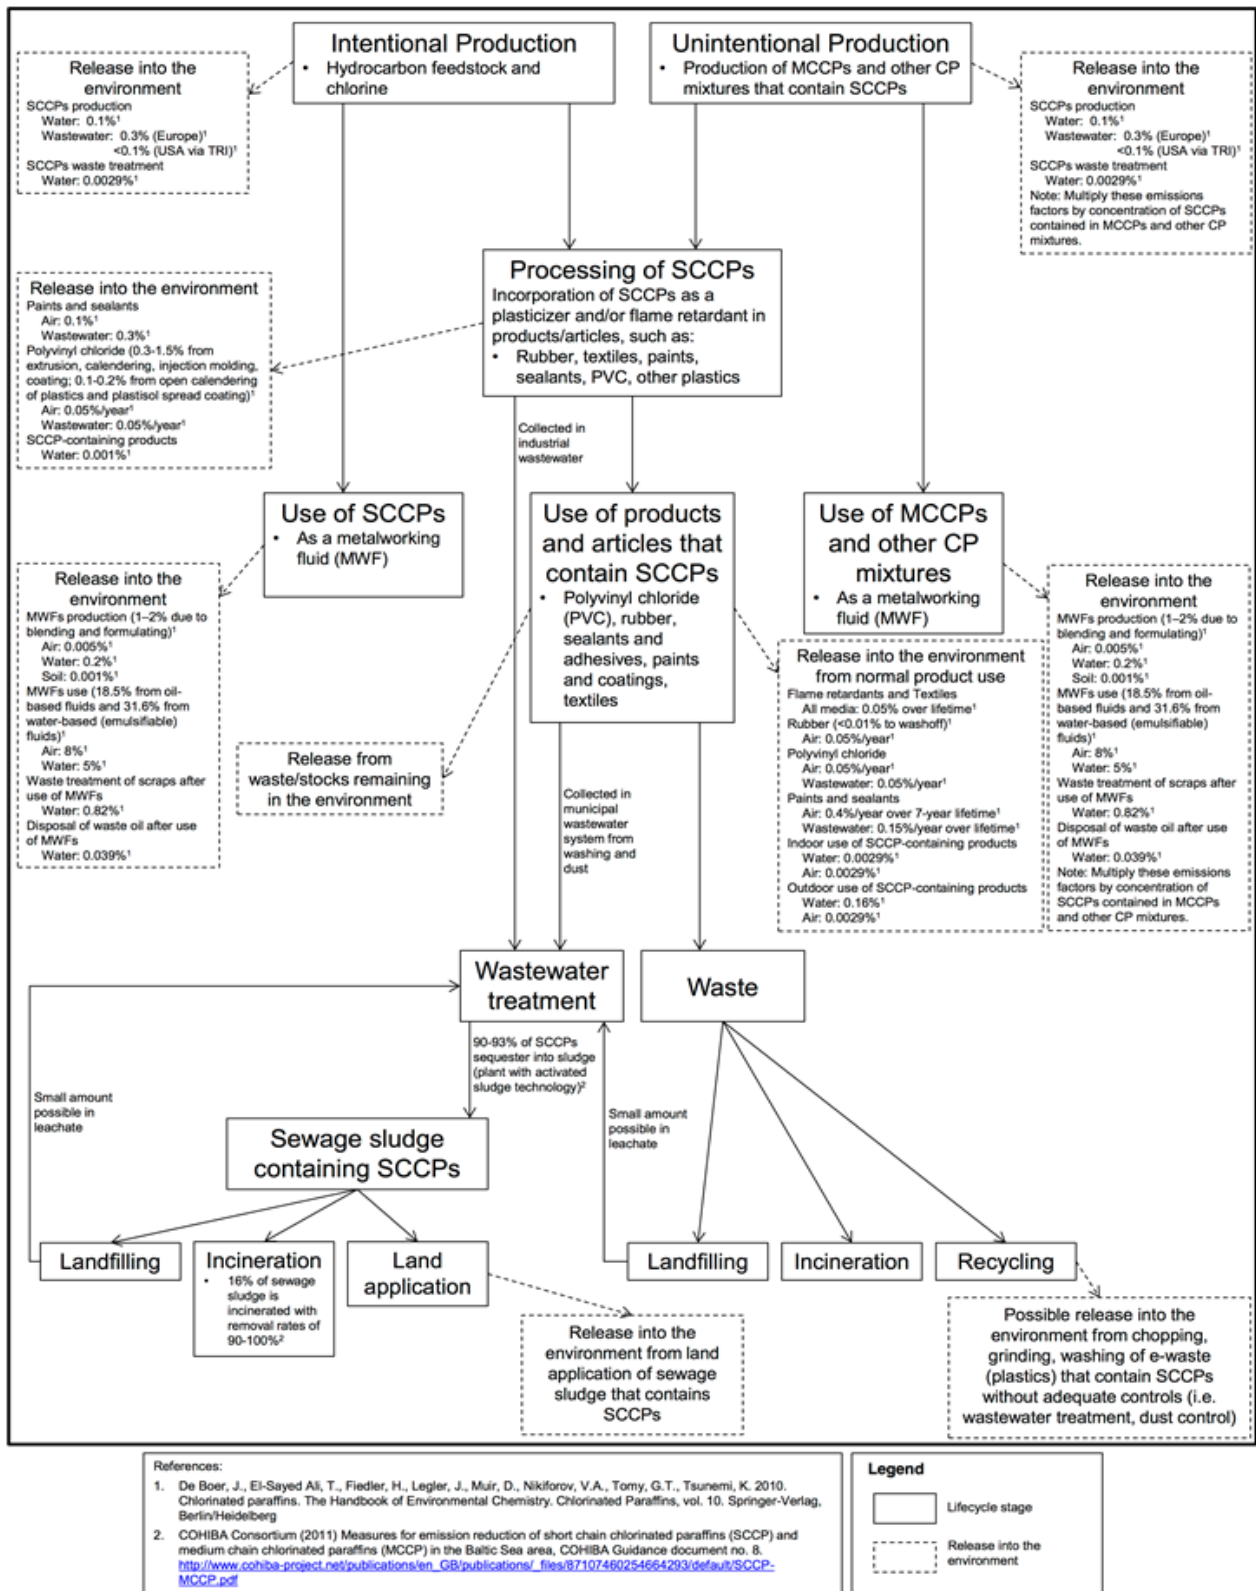 Intentional Production
• Hydrocarbon feedstock and
chlorine
Unintentional Production
• Production of MCCPs and other CP
mixtures that contain SCCPs
Release into the
environment
SCCPs production
Water: 0.1%¹
Wastewater: 0.3% (Europe)¹
<0.1% (USA via TRI)¹
SCCPs waste treatment
Water: 0.0029%¹
Release into the
environment
SCCPs production
Water: 0.1%¹
Wastewater: 0.3% (Europe)¹
<0.1% (USA via TRI)¹
SCCPs waste treatment
Water: 0.0029%¹
Note: Multiply these emissions
factors by concentration of SCCPs
contained in MCCPs and other CP
mixtures.
Processing of SCCPs
Incorporation of SCCPs as a
plasticizer and/or flame retardant in
products/articles, such as:
• Rubber, textiles, paints,
sealants, PVC, other plastics
Release into the environment
Paints and sealants
Air: 0.1%¹
Wastewater: 0.3%¹
Polyvinyl chloride (0.3-1.5% from
extrusion, calendering, injection molding,
coating; 0.1-0.2% from open calendering
of plastics and plastisol spread coating)¹
Air: 0.05%/year¹
Wastewater: 0.05%/year¹
SCCP-containing products
Water: 0.001%¹
Collected in
industrial
wastewater
Use of SCCPs
• As a metalworking
fluid (MWF)
Use of products
and articles that
contain SCCPs
• Polyvinyl chloride
(PVC), rubber,
sealants and
adhesives, paints
and coatings,
textiles
Use of MCCPs
and other CP
mixtures
• As a metalworking
fluid (MWF)
Release into the
environment
MWFs production (1–2% due to
blending and formulating)¹
Air: 0.005%¹
Water: 0.2%¹
Soil: 0.001%¹
MWFs use (18.5% from oil-
based fluids and 31.6% from
water-based (emulsifiable)
fluids)¹
Air: 8%¹
Water: 5%¹
Waste treatment of scraps after
use of MWFs
Water: 0.82%¹
Disposal of waste oil after use
of MWFs
Water: 0.039%¹
Release from
waste/stocks remaining
in the environment
Collected in
municipal
wastewater
system from
washing and
dust
Release into the environment
from normal product use
Flame retardants and Textiles
All media: 0.05% over lifetime¹
Rubber (<0.01% to washoff)¹
Air: 0.05%/year¹
Polyvinyl chloride
Air: 0.05%/year¹
Wastewater: 0.05%/year¹
Paints and sealants
Air: 0.4%/year over 7-year lifetime¹
Wastewater: 0.15%/year over lifetime¹
Indoor use of SCCP-containing products
Water: 0.0029%¹
Air: 0.0029%¹
Outdoor use of SCCP-containing products
Water: 0.16%¹
Air: 0.0029%¹
Release into the
environment
MWFs production (1–2% due to
blending and formulating)¹
Air: 0.005%¹
Water: 0.2%¹
Soil: 0.001%¹
MWFs use (18.5% from oil-
based fluids and 31.6% from
water-based (emulsifiable)
fluids)¹
Air: 8%¹
Water: 5%¹
Waste treatment of scraps after
use of MWFs
Water: 0.82%¹
Disposal of waste oil after use
of MWFs
Water: 0.039%¹
Note: Multiply these emissions
factors by concentration of
SCCPs contained in MCCPs
and other CP mixtures.
Wastewater
treatment
Waste
90-93% of SCCPs
sequester into sludge
(plant with activated
sludge technology)²
Small amount
possible in
leachate
Small amount
possible in
leachate
Sewage sludge
containing SCCPs
Landfilling
Incineration
• 16% of sewage
sludge is
incinerated with
removal rates of
90-100%²
Land
application
Landfilling
Incineration
Recycling
Release into the
environment from land
application of sewage
sludge that contains
SCCPs
Possible release into the
environment from chopping,
grinding, washing of e-waste
(plastics) that contain SCCPs
without adequate controls (i.e.
wastewater treatment, dust control)
References:
1. De Boer, J., El-Sayed Ali, T., Fiedler, H., Legler, J., Muir, D., Nikiforov, V.A., Tomy, G.T., Tsunemi, K. 2010.
Chlorinated paraffins. The Handbook of Environmental Chemistry. Chlorinated Paraffins, vol. 10. Springer-Verlag,
Berlin/Heidelberg
2. COHIBA Consortium (2011) Measures for emission reduction of short chain chlorinated paraffins (SCCP) and
medium chain chlorinated paraffins (MCCP) in the Baltic Sea area, COHIBA Guidance document no. 8.
http://www.cohiba-project.net/publications/en_GB/publications/_files/87107460254664293/default/SCCP-
MCCP.pdf
Legend
Lifecycle stage
Release into the
environment